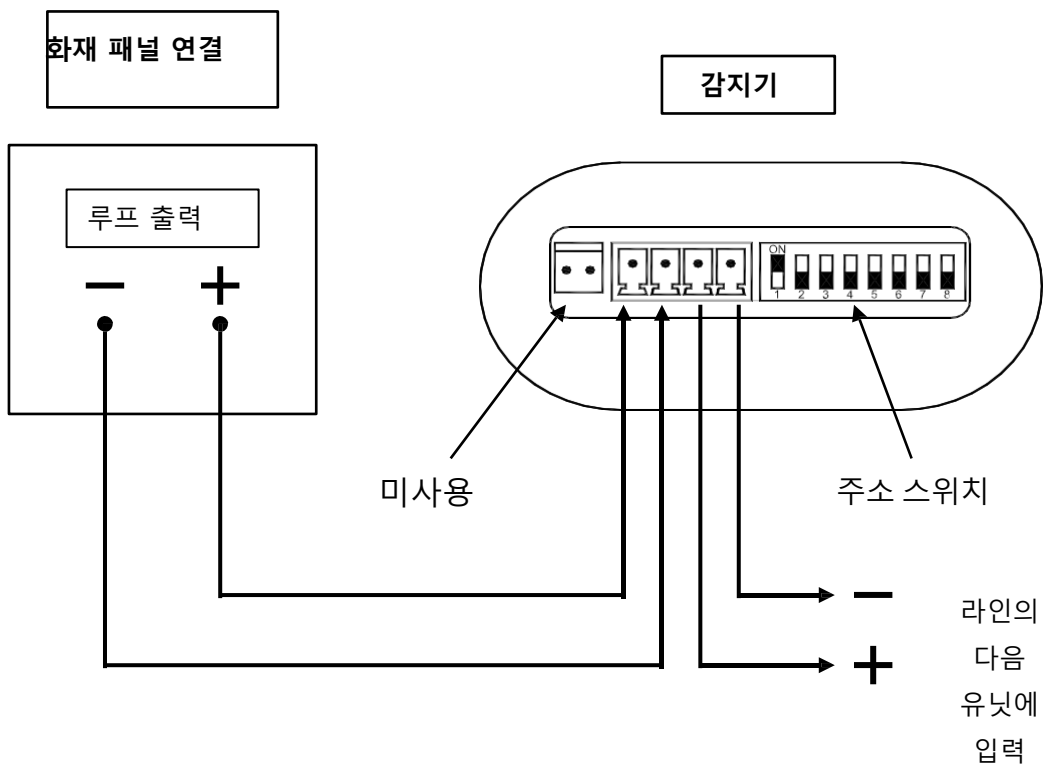 화재 패널 연결
감지기
루프 출력
− +
ON
1 2 3 4 5 6 7 8
미사용
주소 스위치
−
+
라인의
다음
유닛에
입력